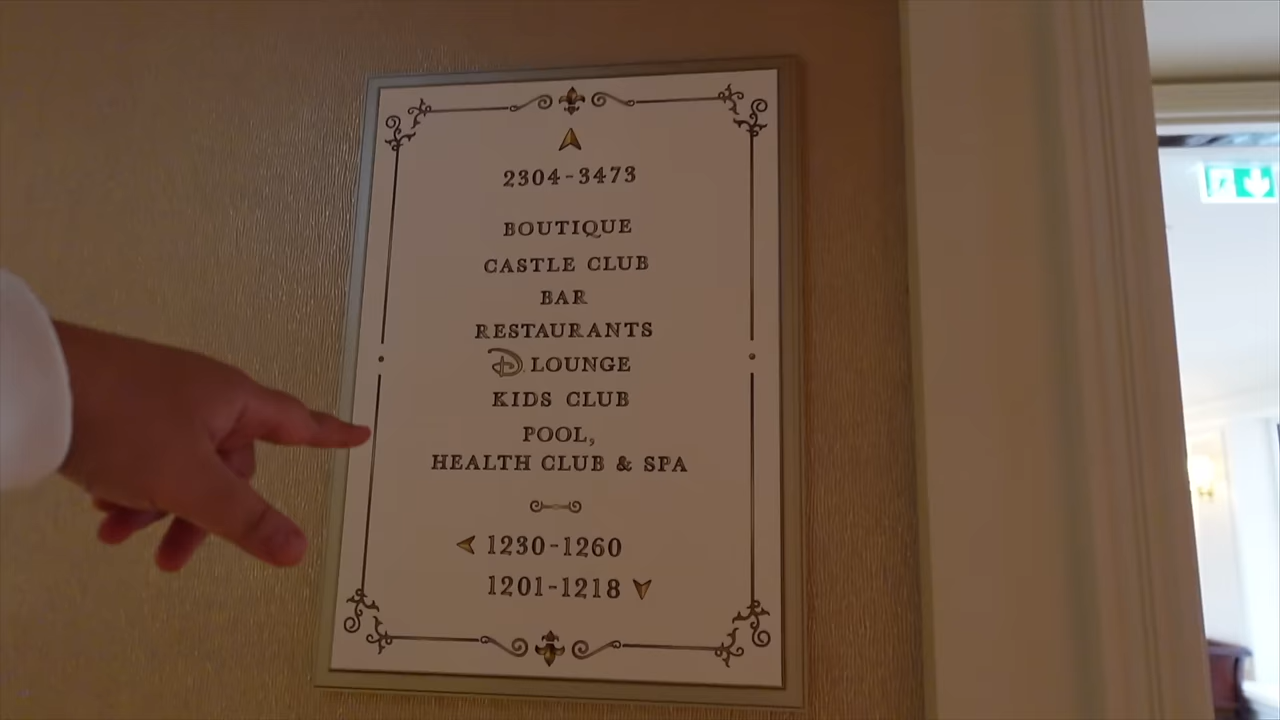 2304-3473
BOUTIQUE
CASTLE CLUB
BAR
RESTAURANTS
D LOUNGE
KIDS CLUB
POOL,
HEALTH CLUB & SPA
1230-1260
1201-1218